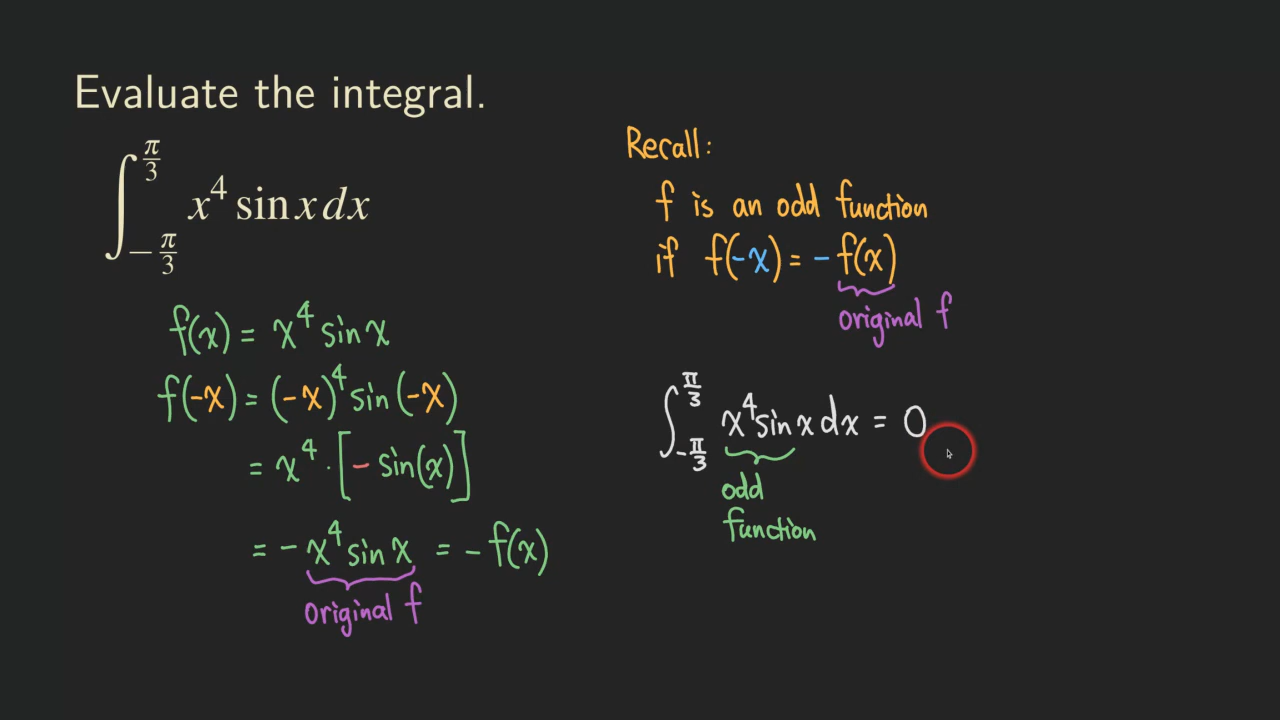 Evaluate the integral.
∫_{-π/3}^{π/3} x⁴ sin x dx
f(x) = x⁴ sin x
f(-x) = (-x)⁴ sin (-x)
= x⁴ · [- sin(x)]
= - x⁴ sin x = - f(x)
original f
Recall:
f is an odd function
if f(-x) = - f(x)
original f
∫_{-π/3}^{π/3} x⁴ sin x dx = 0
odd
function